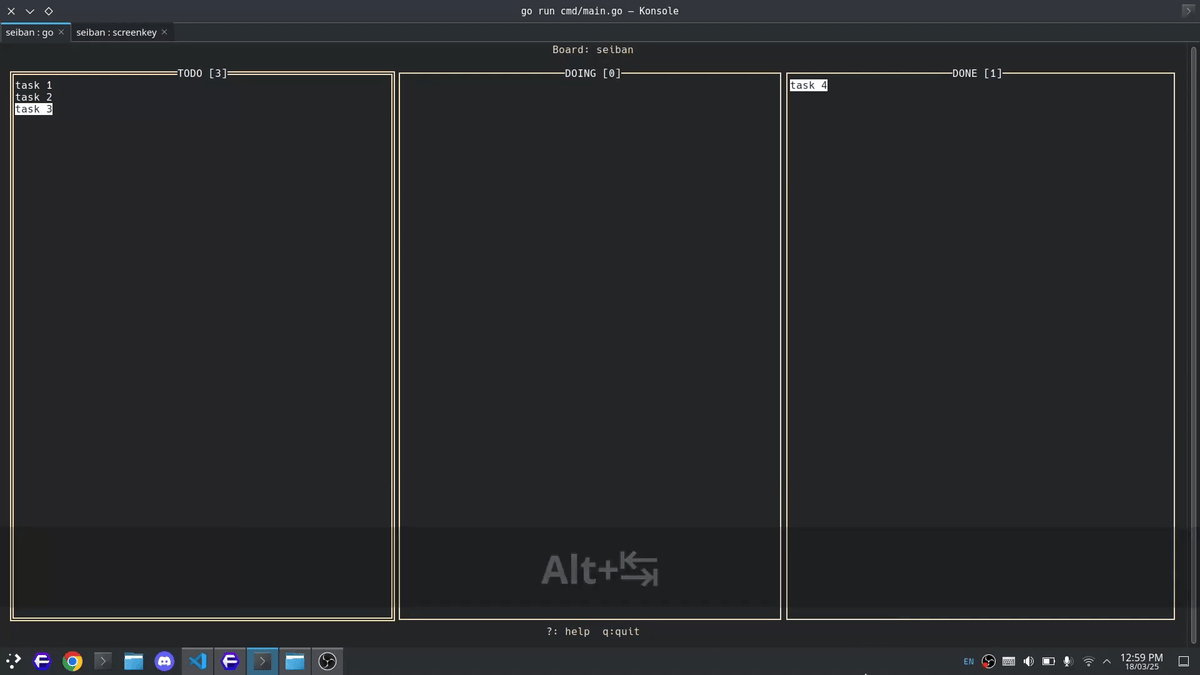 go run cmd/main.go — Konsole
seiban : go
seiban : screenkey
Board: seiban
TODO [3]
task 1
task 2
task 3
DOING [0]
DONE [1]
task 4
Alt+↹
?: help q:quit
EN
12:59 PM
18/03/25